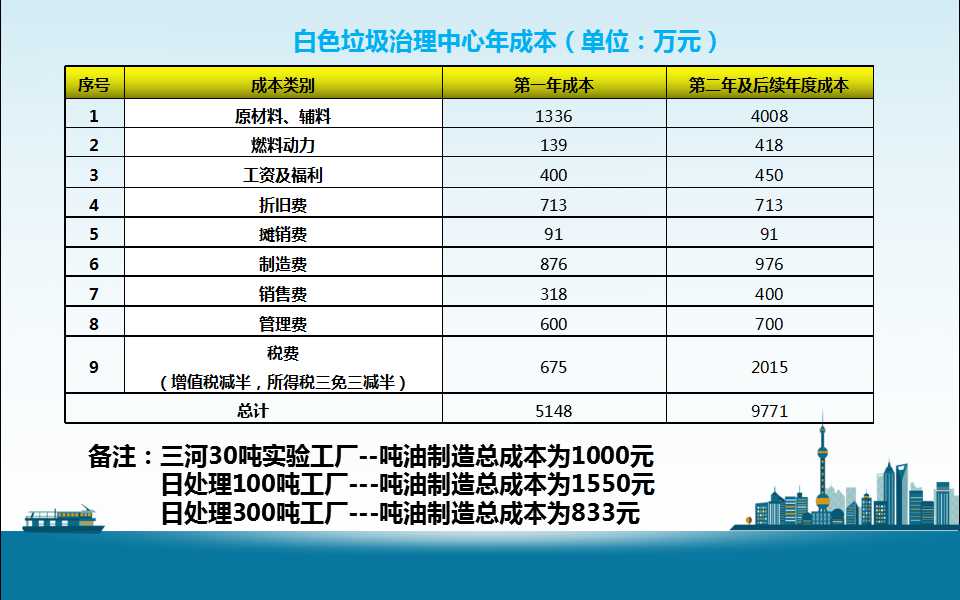 白色垃圾治理中心年成本（单位：万元）
序号 成本类别 第一年成本 第二年及后续年度成本
1 原材料、辅料 1336 4008
2 燃料动力 139 418
3 工资及福利 400 450
4 折旧费 713 713
5 摊销费 91 91
6 制造费 876 976
7 销售费 318 400
8 管理费 600 700
9 税费 675 2015
（增值税减半，所得税三免三减半）
总计 5148 9771
备注：三河30吨实验工厂--吨油制造总成本为1000元
日处理100吨工厂---吨油制造总成本为1550元
日处理300吨工厂---吨油制造总成本为833元